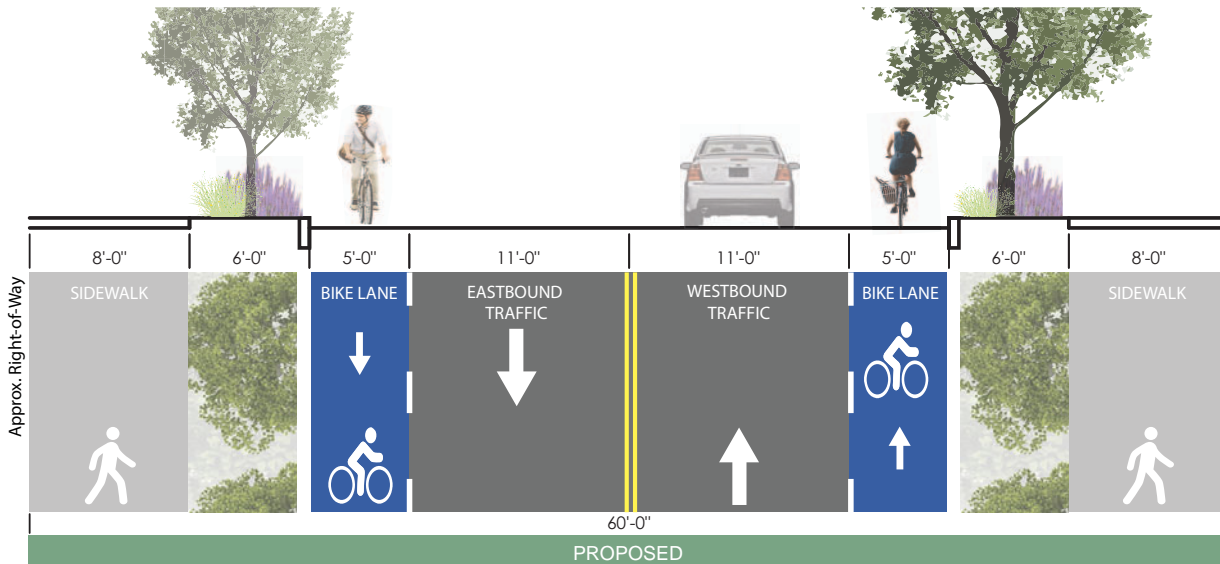 8'-0"
6'-0"
5'-0"
11'-0"
11'-0"
5'-0"
6'-0"
8'-0"
Approx. Right-of-Way
SIDEWALK
BIKE LANE
EASTBOUND
TRAFFIC
WESTBOUND
TRAFFIC
BIKE LANE
SIDEWALK
60'-0"
PROPOSED